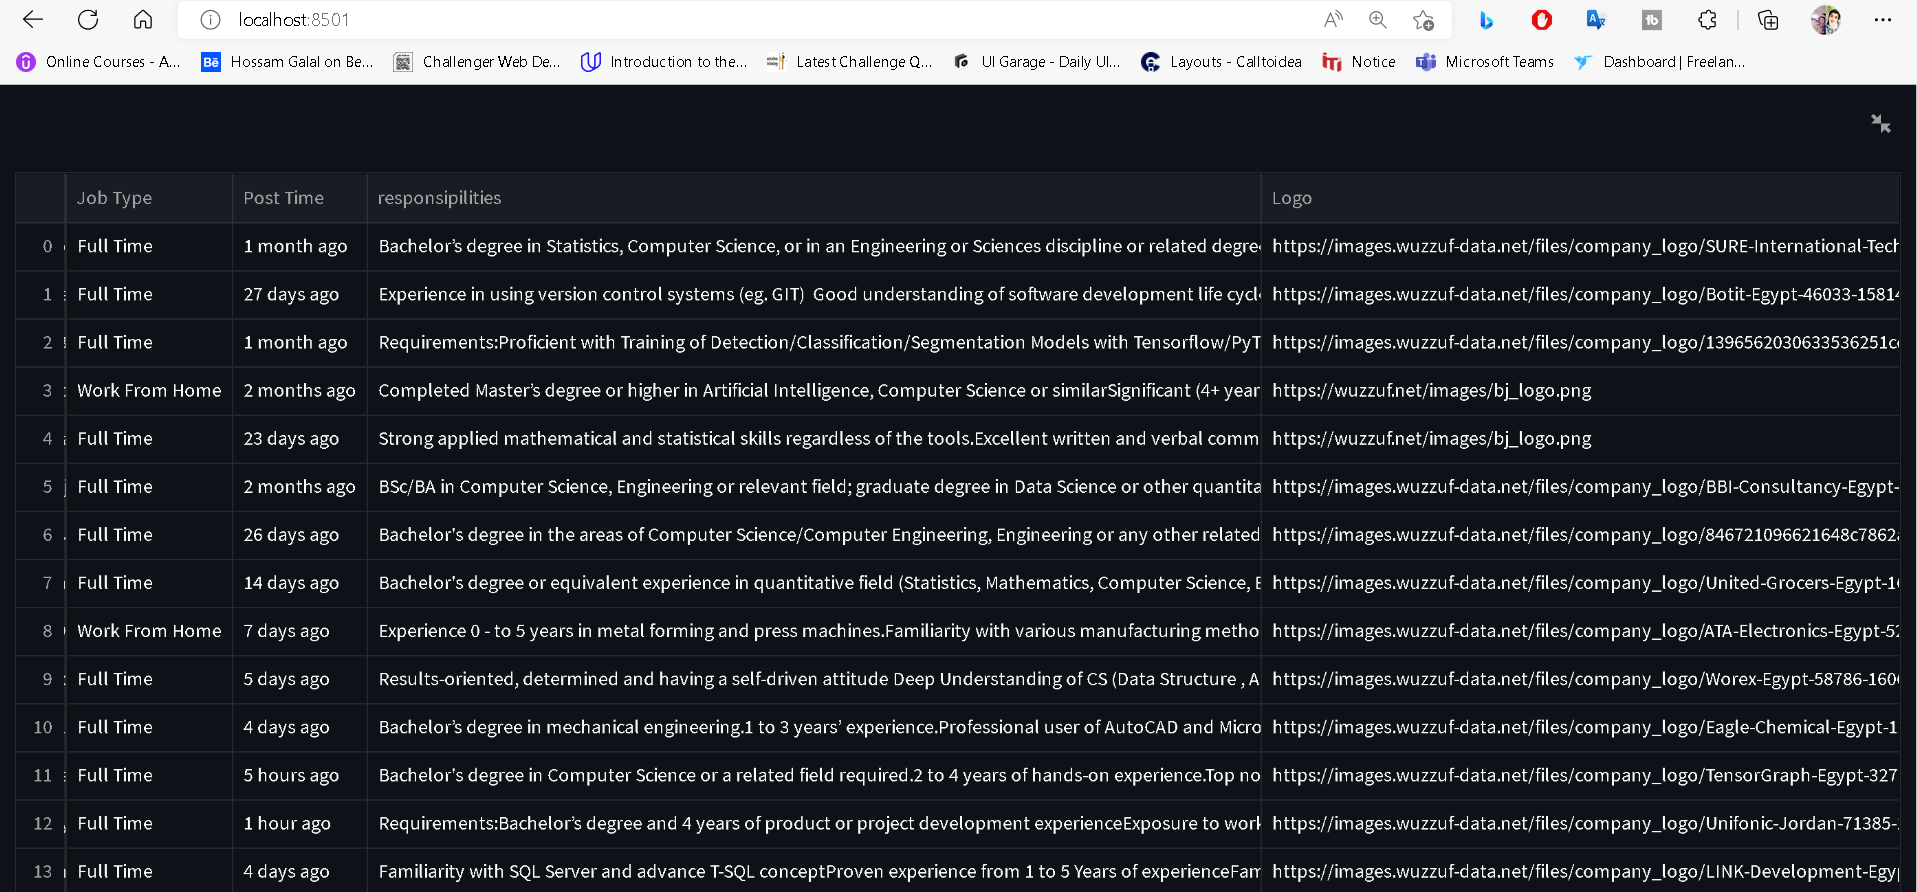 localhost:8501
Online Courses - A... Hossam Galal on Be... Challenger Web De... Introduction to the... Latest Challenge Q... UI Garage - Daily UI... Layouts - Calltoidea Notice Microsoft Teams Dashboard | Freelan...
Job Type Post Time responsipilities Logo
0 Full Time 1 month ago Bachelor’s degree in Statistics, Computer Science, or in an Engineering or Sciences discipline or related degre https://images.wuzzuf-data.net/files/company_logo/SURE-International-Tech
1 Full Time 27 days ago Experience in using version control systems (eg. GIT) Good understanding of software development life cycl https://images.wuzzuf-data.net/files/company_logo/Botit-Egypt-46033-15814
2 Full Time 1 month ago Requirements:Proficient with Training of Detection/Classification/Segmentation Models with Tensorflow/PyT https://images.wuzzuf-data.net/files/company_logo/1396562030633536251c
3 Work From Home 2 months ago Completed Master’s degree or higher in Artificial Intelligence, Computer Science or similarSignificant (4+ year https://wuzzuf.net/images/bj_logo.png
4 Full Time 23 days ago Strong applied mathematical and statistical skills regardless of the tools.Excellent written and verbal comm https://wuzzuf.net/images/bj_logo.png
5 Full Time 2 months ago BSc/BA in Computer Science, Engineering or relevant field; graduate degree in Data Science or other quantita https://images.wuzzuf-data.net/files/company_logo/BBI-Consultancy-Egypt-
6 Full Time 26 days ago Bachelor's degree in the areas of Computer Science/Computer Engineering, Engineering or any other related https://images.wuzzuf-data.net/files/company_logo/846721096621648c7862
7 Full Time 14 days ago Bachelor's degree or equivalent experience in quantitative field (Statistics, Mathematics, Computer Science, E https://images.wuzzuf-data.net/files/company_logo/United-Grocers-Egypt-16
8 Work From Home 7 days ago Experience 0 - to 5 years in metal forming and press machines.Familiarity with various manufacturing metho https://images.wuzzuf-data.net/files/company_logo/ATA-Electronics-Egypt-52
9 Full Time 5 days ago Results-oriented, determined and having a self-driven attitude Deep Understanding of CS (Data Structure , A https://images.wuzzuf-data.net/files/company_logo/Worex-Egypt-58786-160
10 Full Time 4 days ago Bachelor’s degree in mechanical engineering.1 to 3 years’ experience.Professional user of AutoCAD and Micro https://images.wuzzuf-data.net/files/company_logo/Eagle-Chemical-Egypt-1
11 Full Time 5 hours ago Bachelor's degree in Computer Science or a related field required.2 to 4 years of hands-on experience.Top no https://images.wuzzuf-data.net/files/company_logo/TensorGraph-Egypt-327
12 Full Time 1 hour ago Requirements:Bachelor’s degree and 4 years of product or project development experienceExposure to work https://images.wuzzuf-data.net/files/company_logo/Unifonic-Jordan-71385-
13 Full Time 4 days ago Familiarity with SQL Server and advance T-SQL conceptProven experience from 1 to 5 Years of experienceFam https://images.wuzzuf-data.net/files/company_logo/LINK-Development-Egy